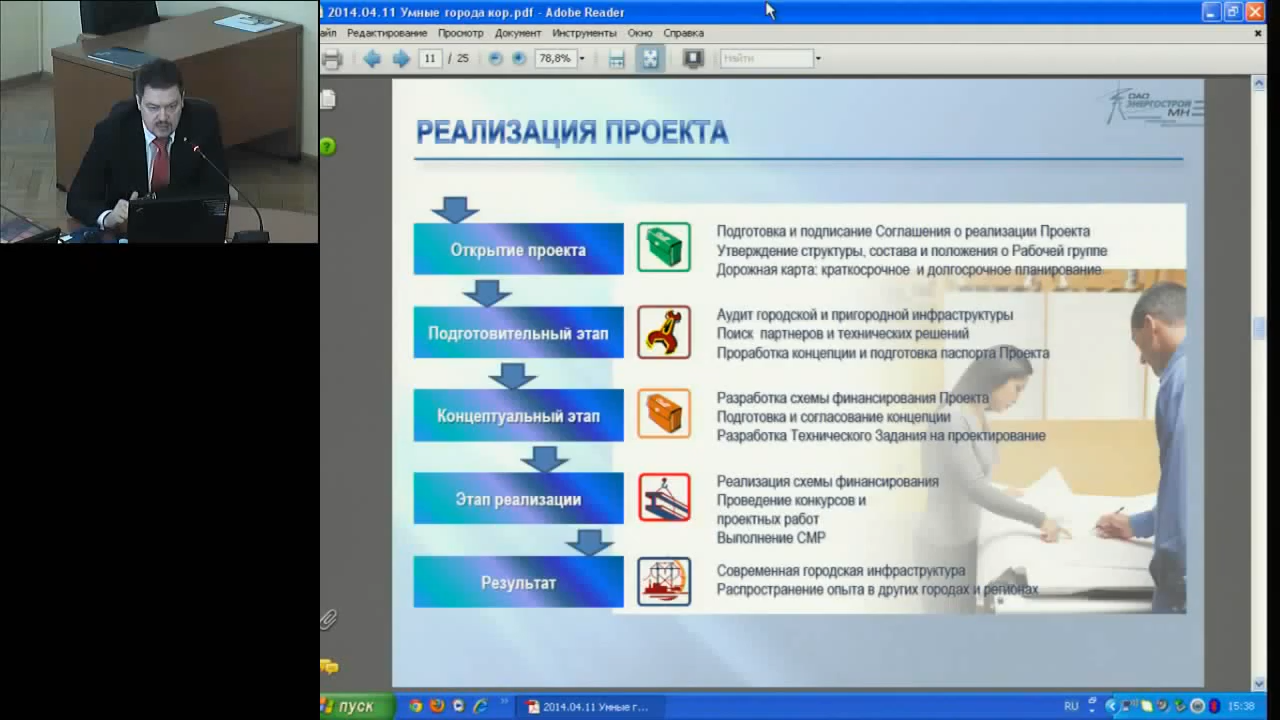 2014.04.11 Умные города кор.pdf - Adobe Reader
айл Редактирование Просмотр Документ Инструменты Окно Справка
11 / 25 78,8% Найти
ОАО
ЭНЕРГОСТРОЙ
МН
РЕАЛИЗАЦИЯ ПРОЕКТА
Открытие проекта
Подготовка и подписание Соглашения о реализации Проекта
Утверждение структуры, состава и положения о Рабочей группе
Дорожная карта: краткосрочное и долгосрочное планирование
Подготовительный этап
Аудит городской и пригородной инфраструктуры
Поиск партнеров и технических решений
Проработка концепции и подготовка паспорта Проекта
Концептуальный этап
Разработка схемы финансирования Проекта
Подготовка и согласование концепции
Разработка Технического Задания на проектирование
Этап реализации
Реализация схемы финансирования
Проведение конкурсов и
проектных работ
Выполнение СМР
Результат
Современная городская инфраструктура
Распространение опыта в других городах и регионах
пуск 2014.04.11 Умные г... RU 15:38